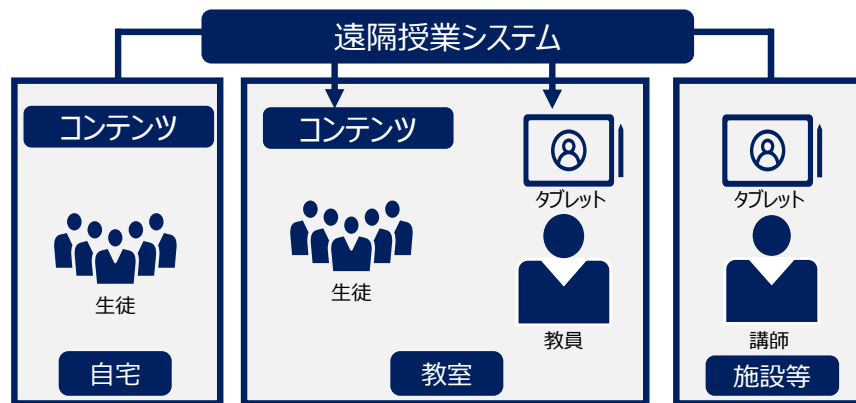 遠隔授業システム
コンテンツ
生徒
自宅
コンテンツ
生徒
タブレット
教員
教室
タブレット
講師
施設等